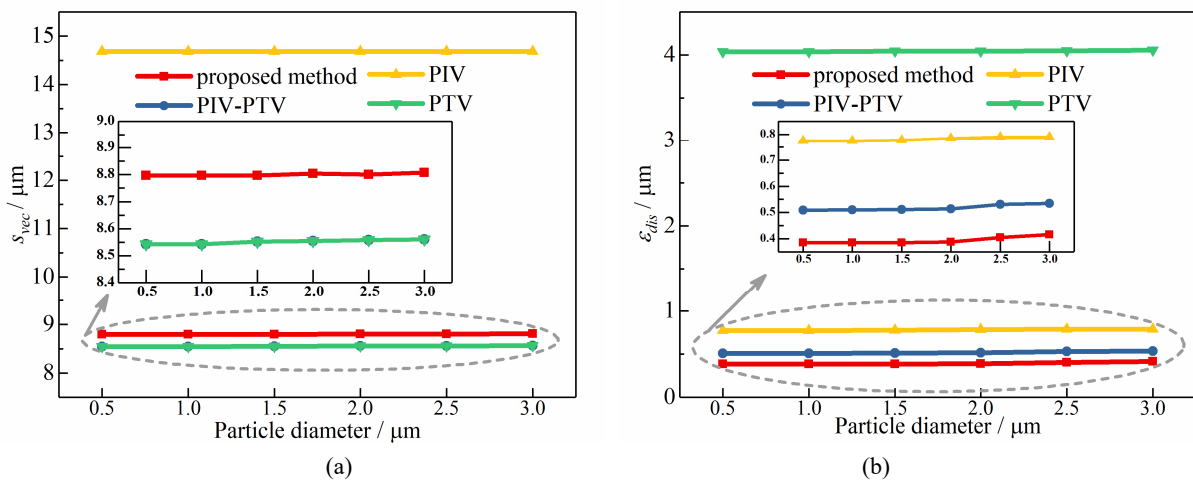 (a)
s_vec / μm
15
14
13
12
11
10
9
8
proposed method
PIV
PIV-PTV
PTV
9.0
8.9
8.8
8.7
8.6
8.5
8.4
0.5 1.0 1.5 2.0 2.5 3.0
0.5 1.0 1.5 2.0 2.5 3.0
Particle diameter / μm
(b)
ε_dis / μm
4
3
2
1
0
proposed method
PIV
PIV-PTV
PTV
0.8
0.7
0.6
0.5
0.4
0.5 1.0 1.5 2.0 2.5 3.0
0.5 1.0 1.5 2.0 2.5 3.0
Particle diameter / μm